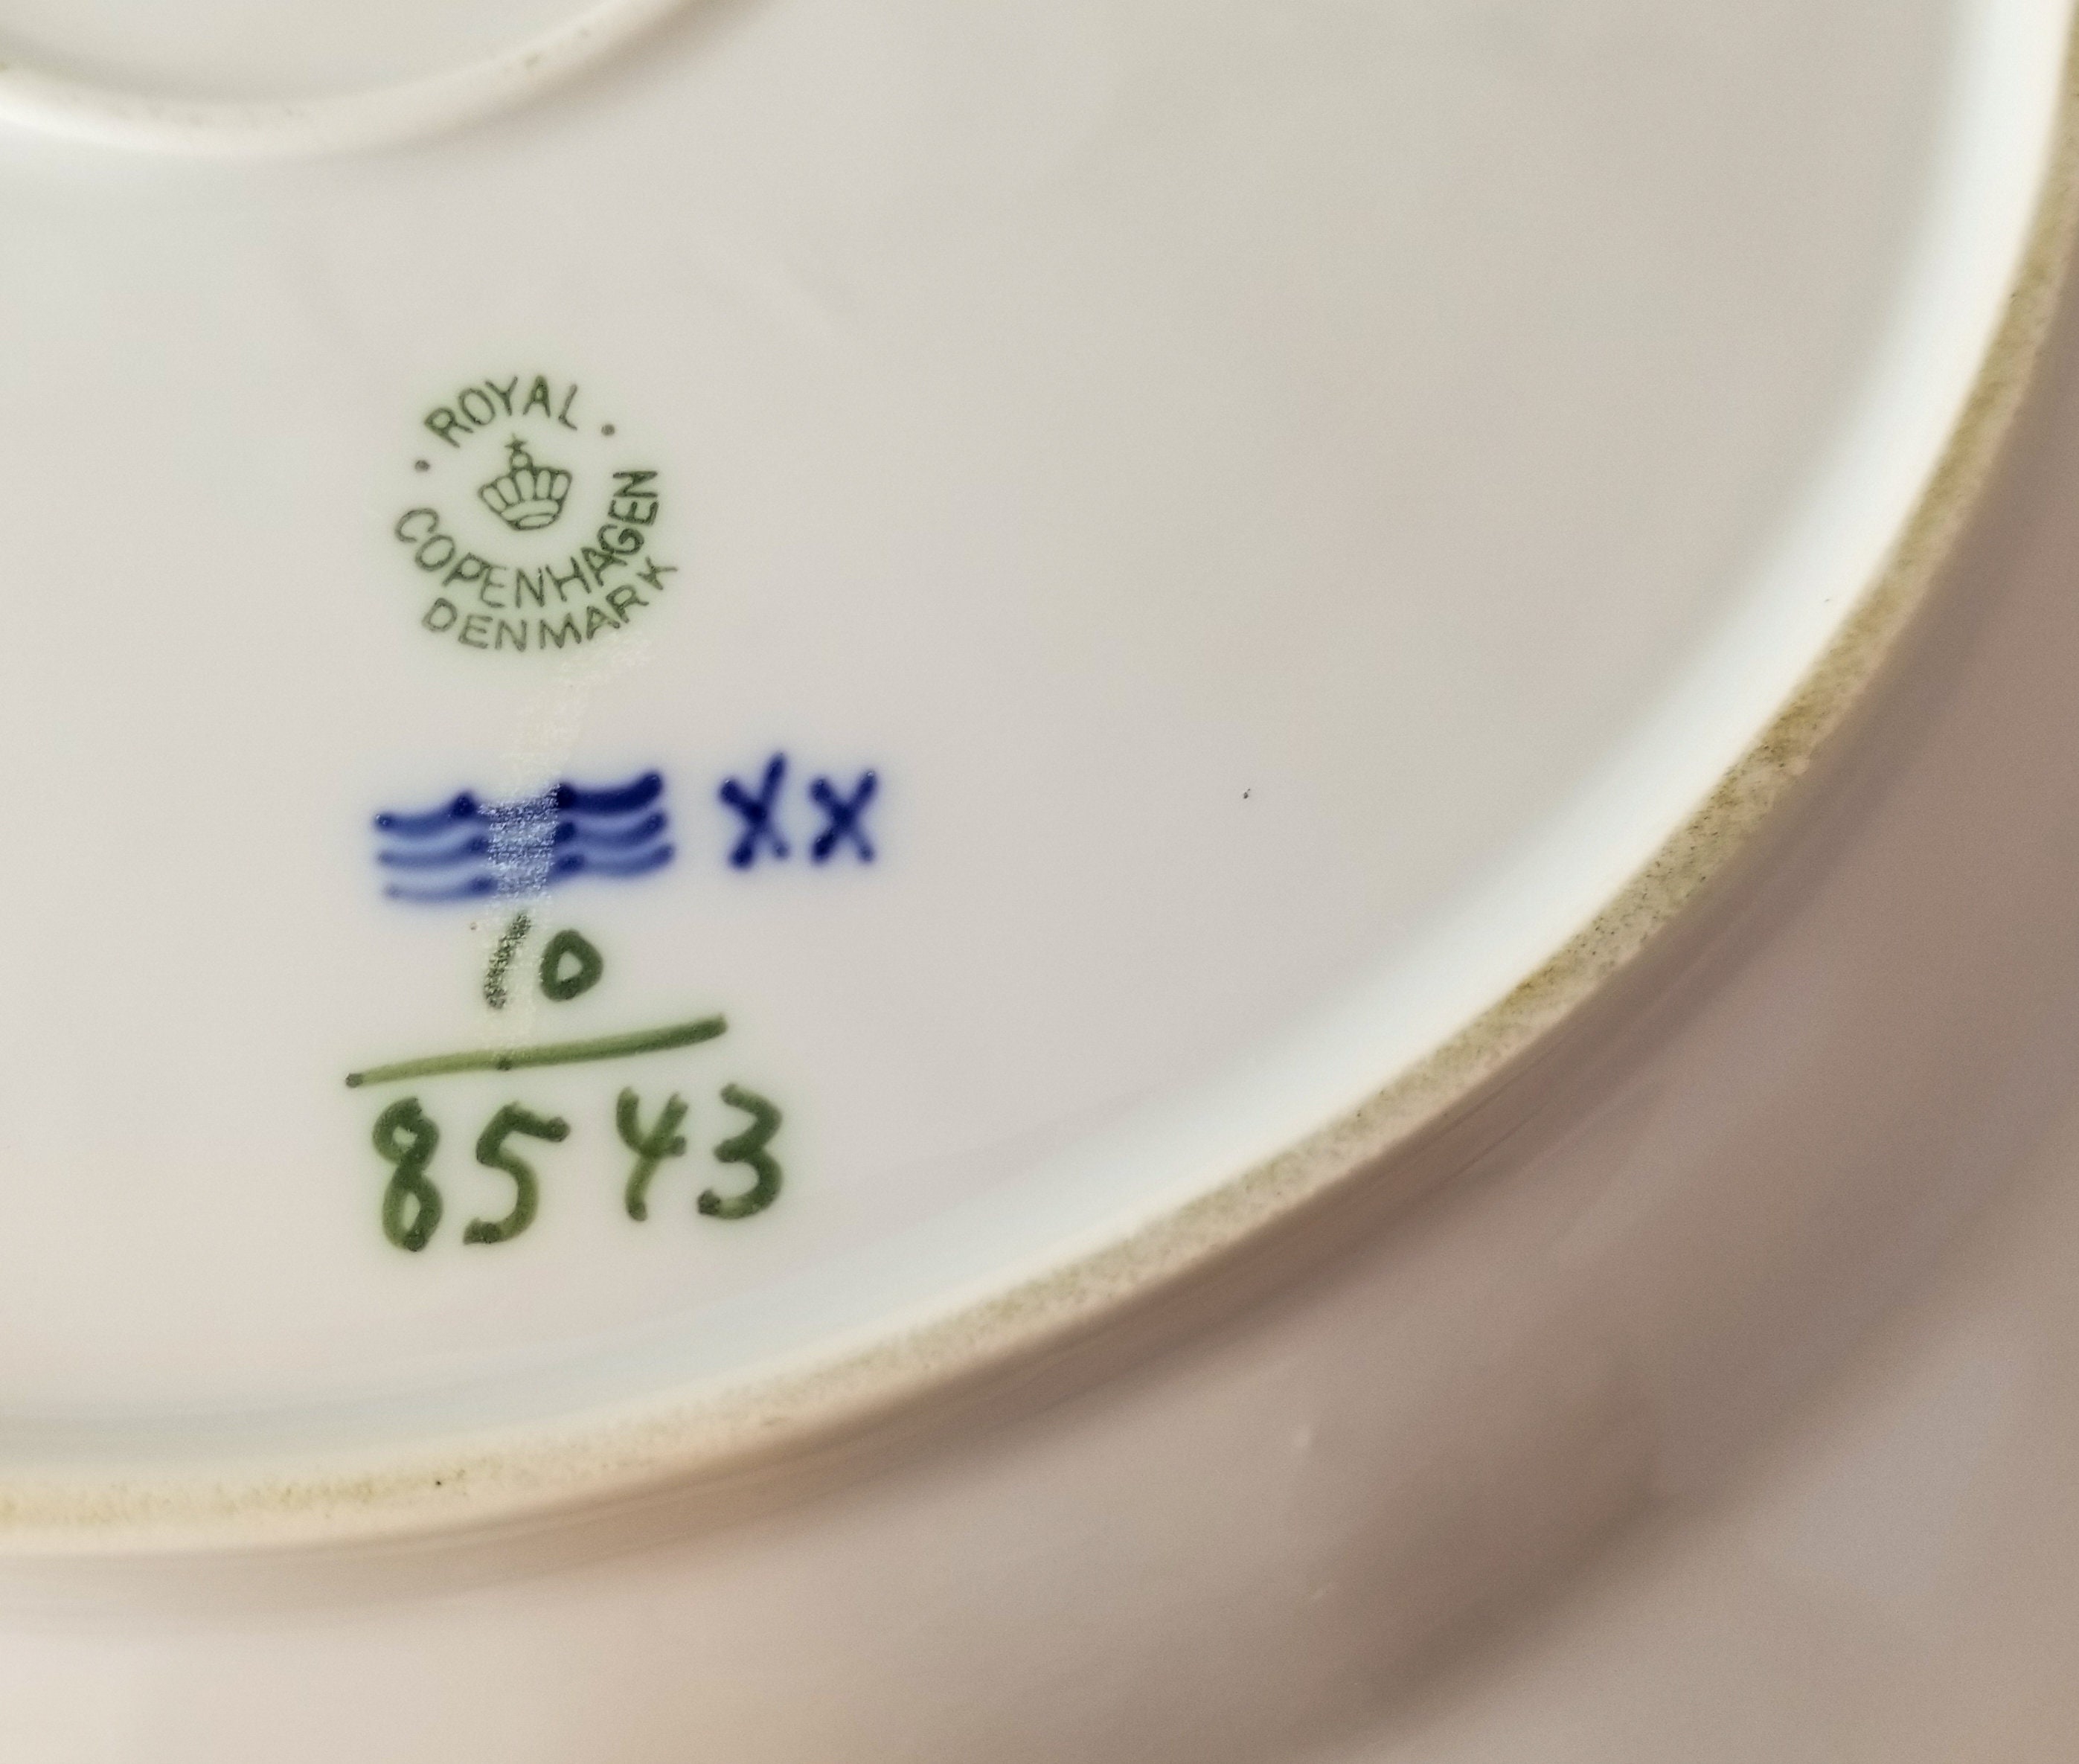 ROYAL
COPENHAGEN
DENMARK
XX
10
8543